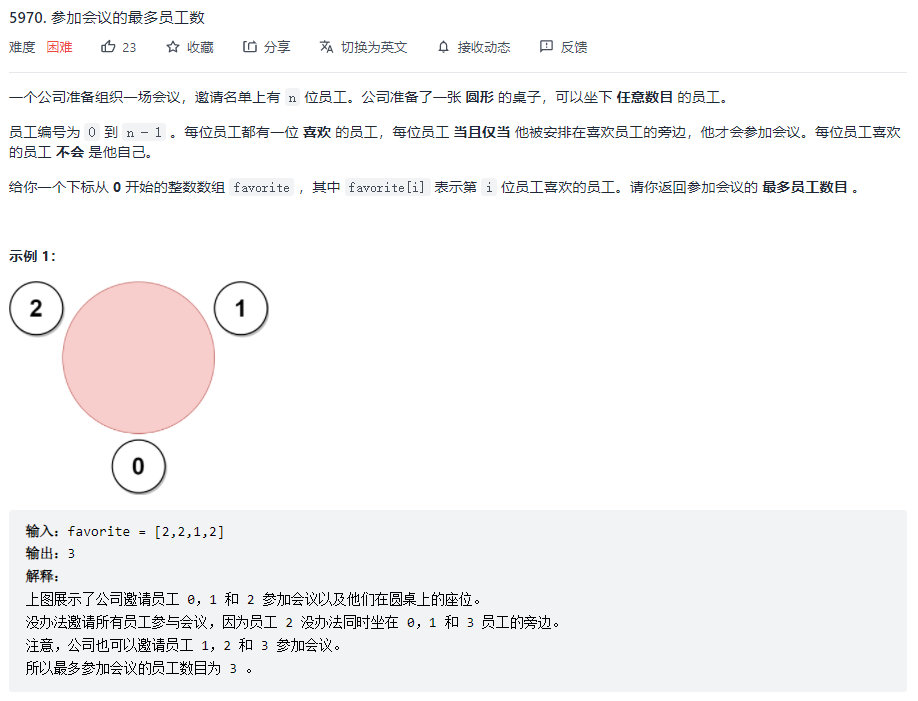 5970. 参加会议的最多员工数
难度 困难 23 收藏 分享 切换为英文 接收动态 反馈
一个公司准备组织一场会议，邀请名单上有 n 位员工。公司准备了一张 圆形 的桌子，可以坐下 任意数目 的员工。
员工编号为 0 到 n - 1 。每位员工都有一位 喜欢 的员工，每位员工 当且仅当 他被安排在喜欢员工的旁边，他才会参加会议。每位员工喜欢
的员工 不会 是他自己。
给你一个下标从 0 开始的整数数组 favorite ，其中 favorite[i] 表示第 i 位员工喜欢的员工。请你返回参加会议的 最多员工数目 。
示例 1：
2 1
0
输入：favorite = [2,2,1,2]
输出：3
解释：
上图展示了公司邀请员工 0，1 和 2 参加会议以及他们在圆桌上的座位。
没办法邀请所有员工参与会议，因为员工 2 没办法同时坐在 0，1 和 3 员工的旁边。
注意，公司也可以邀请员工 1，2 和 3 参加会议。
所以最多参加会议的员工数目为 3 。